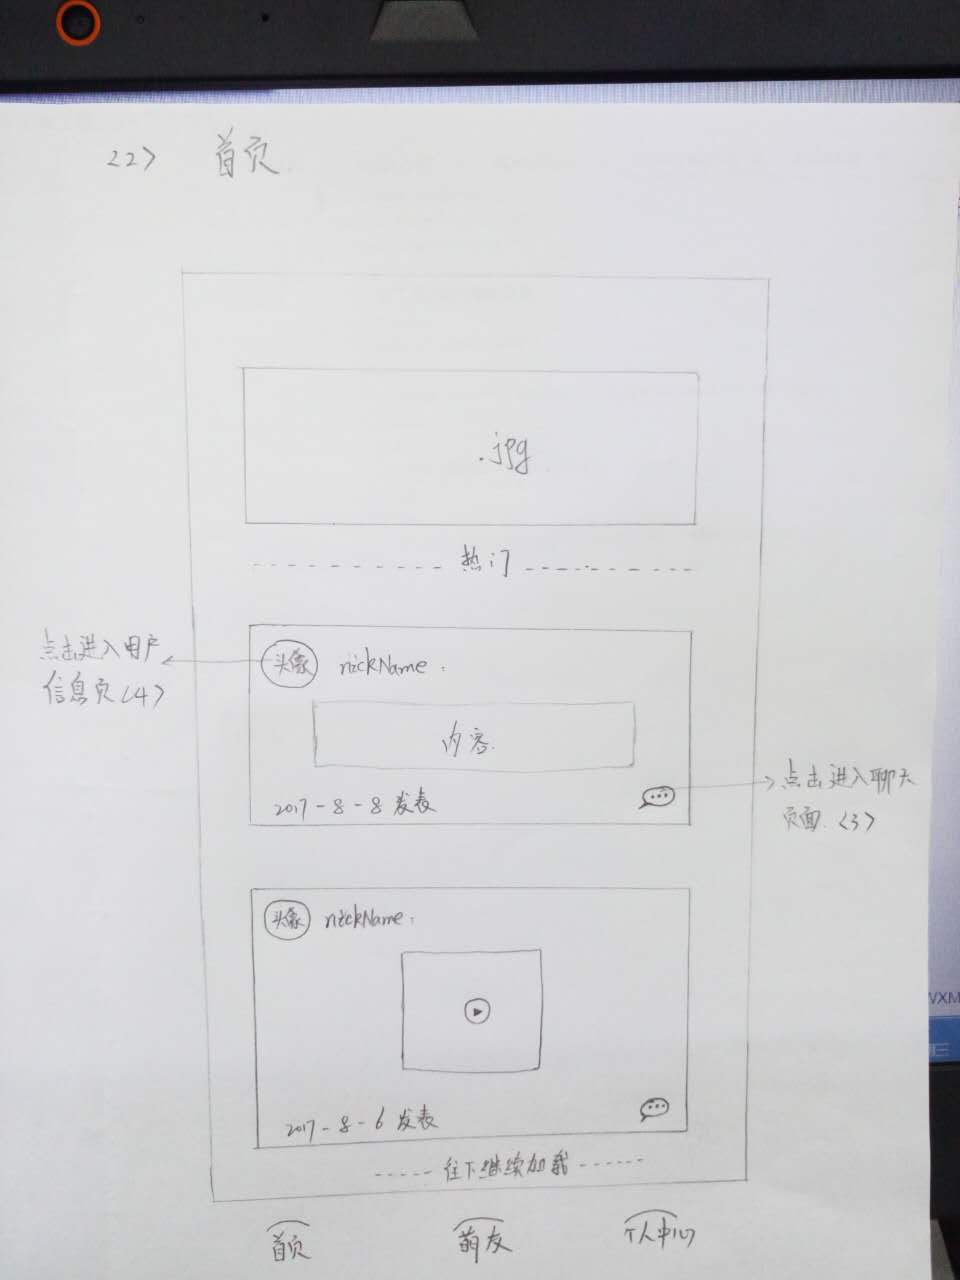 <2> 首页
.jpg
热门
点击进入用户
信息页<4>
头像 nickName:
内容
2017-8-8 发表
点击进入聊天
页面.<3>
头像 nickName:
2017-8-6 发表
往下继续加载
首页 萌友 个人中心
VXM